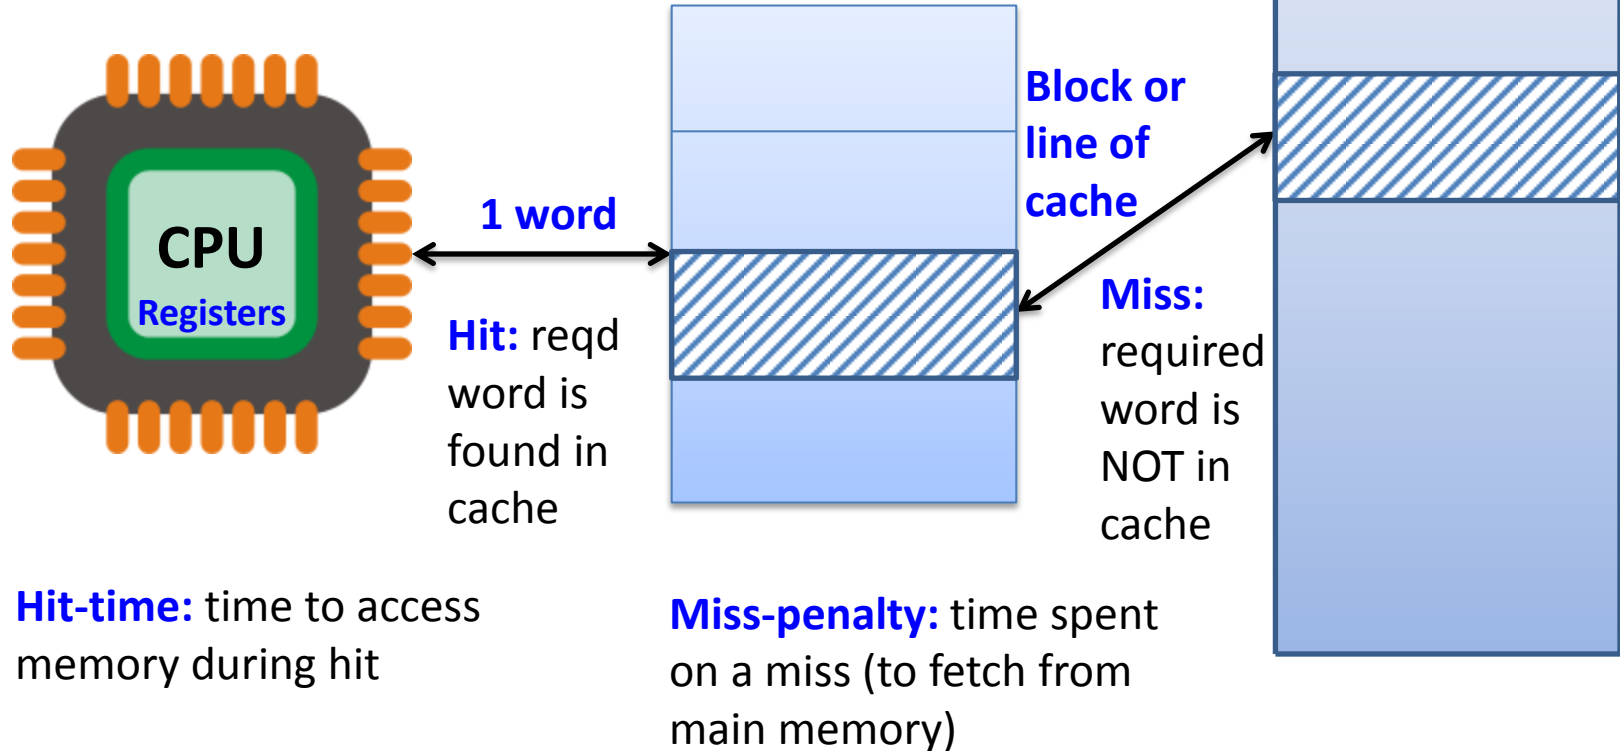 CPU
Registers
1 word
Hit: reqd
word is
found in
cache
Block or
line of
cache
Miss:
required
word is
NOT in
cache
Hit-time: time to access
memory during hit
Miss-penalty: time spent
on a miss (to fetch from
main memory)